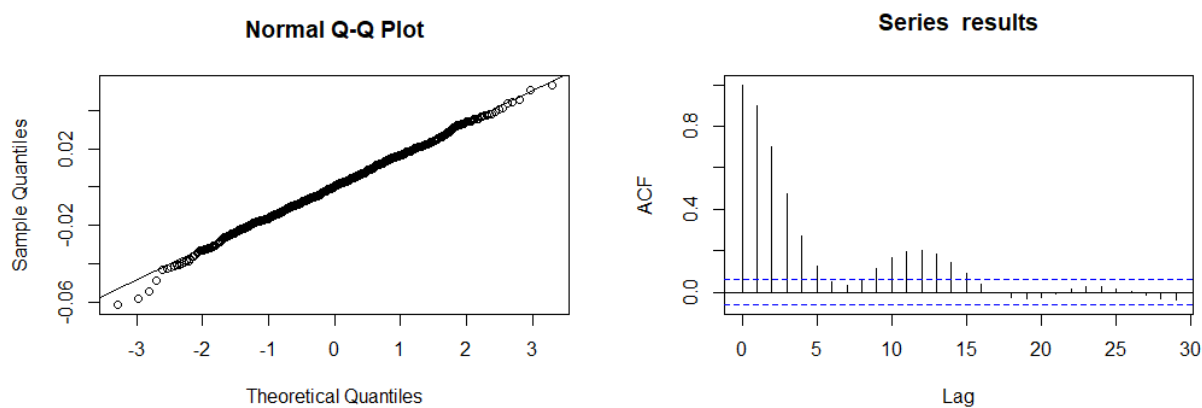 Normal Q-Q Plot
Sample Quantiles
0.02
-0.02
-0.06
-3 -2 -1 0 1 2 3
Theoretical Quantiles
Series results
ACF
0.8
0.4
0.0
0 5 10 15 20 25 30
Lag